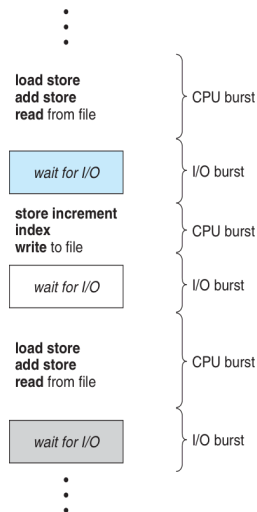 load store
add store
read from file
CPU burst
wait for I/O
I/O burst
store increment
index
write to file
CPU burst
wait for I/O
I/O burst
load store
add store
read from file
CPU burst
wait for I/O
I/O burst